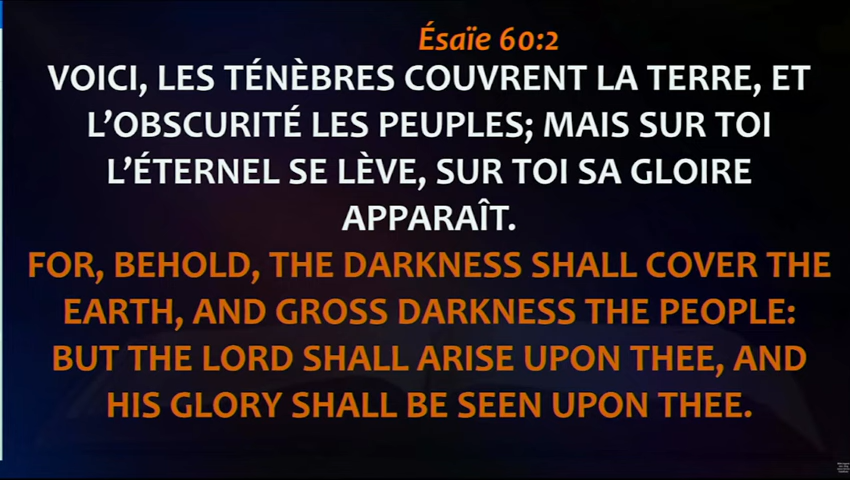 Ésaïe 60:2
VOICI, LES TÉNÈBRES COUVRENT LA TERRE, ET
L’OBSCURITÉ LES PEUPLES; MAIS SUR TOI
L’ÉTERNEL SE LÈVE, SUR TOI SA GLOIRE
APPARAÎT.
FOR, BEHOLD, THE DARKNESS SHALL COVER THE
EARTH, AND GROSS DARKNESS THE PEOPLE:
BUT THE LORD SHALL ARISE UPON THEE, AND
HIS GLORY SHALL BE SEEN UPON THEE.